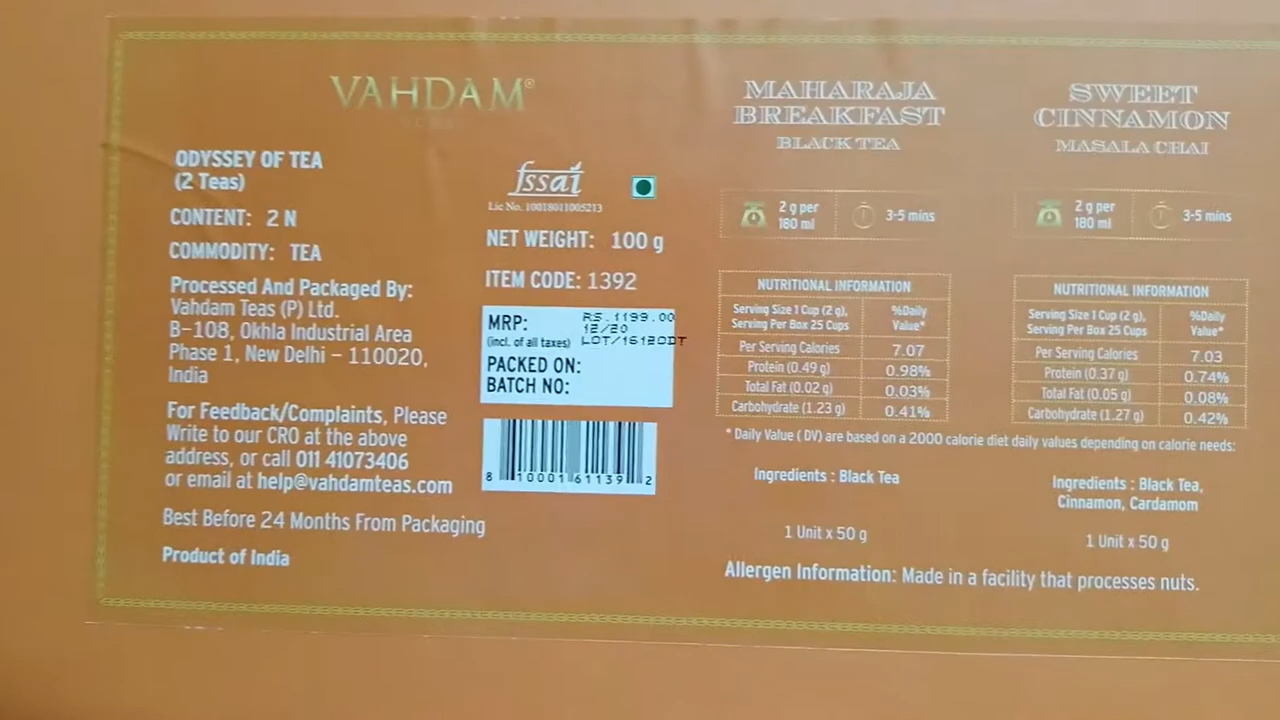 VAHDAM®
ODYSSEY OF TEA
(2 Teas)
CONTENT: 2 N
COMMODITY: TEA
Processed And Packaged By:
Vahdam Teas (P) Ltd.
B-108, Okhla Industrial Area
Phase 1, New Delhi - 110020,
India
For Feedback/Complaints, Please
Write to our CRO at the above
address, or call 011 41073406
or email at help@vahdamteas.com
Best Before 24 Months From Packaging
Product of India
fssai
Lic No. 10018011005213
NET WEIGHT: 100 g
ITEM CODE: 1392
MRP: RS.1199.00
12/20
(incl. of all taxes) LOT/16120DT
PACKED ON:
BATCH NO:
8 10001 61139 2
MAHARAJA
BREAKFAST
BLACK TEA
2 g per
180 ml
3-5 mins
NUTRITIONAL INFORMATION
Serving Size 1 Cup (2 g),
Serving Per Box 25 Cups
%Daily
Value*
Per Serving Calories 7.07
Protein (0.49 g) 0.98%
Total Fat (0.02 g) 0.03%
Carbohydrate (1.23 g) 0.41%
SWEET
CINNAMON
MASALA CHAI
2 g per
180 ml
3-5 mins
NUTRITIONAL INFORMATION
Serving Size 1 Cup (2 g),
Serving Per Box 25 Cups
%Daily
Value*
Per Serving Calories 7.03
Protein (0.37 g) 0.74%
Total Fat (0.05 g) 0.08%
Carbohydrate (1.27 g) 0.42%
* Daily Value ( DV) are based on a 2000 calorie diet daily values depending on calorie needs:
Ingredients : Black Tea
1 Unit x 50 g
Ingredients : Black Tea,
Cinnamon, Cardamom
1 Unit x 50 g
Allergen Information: Made in a facility that processes nuts.